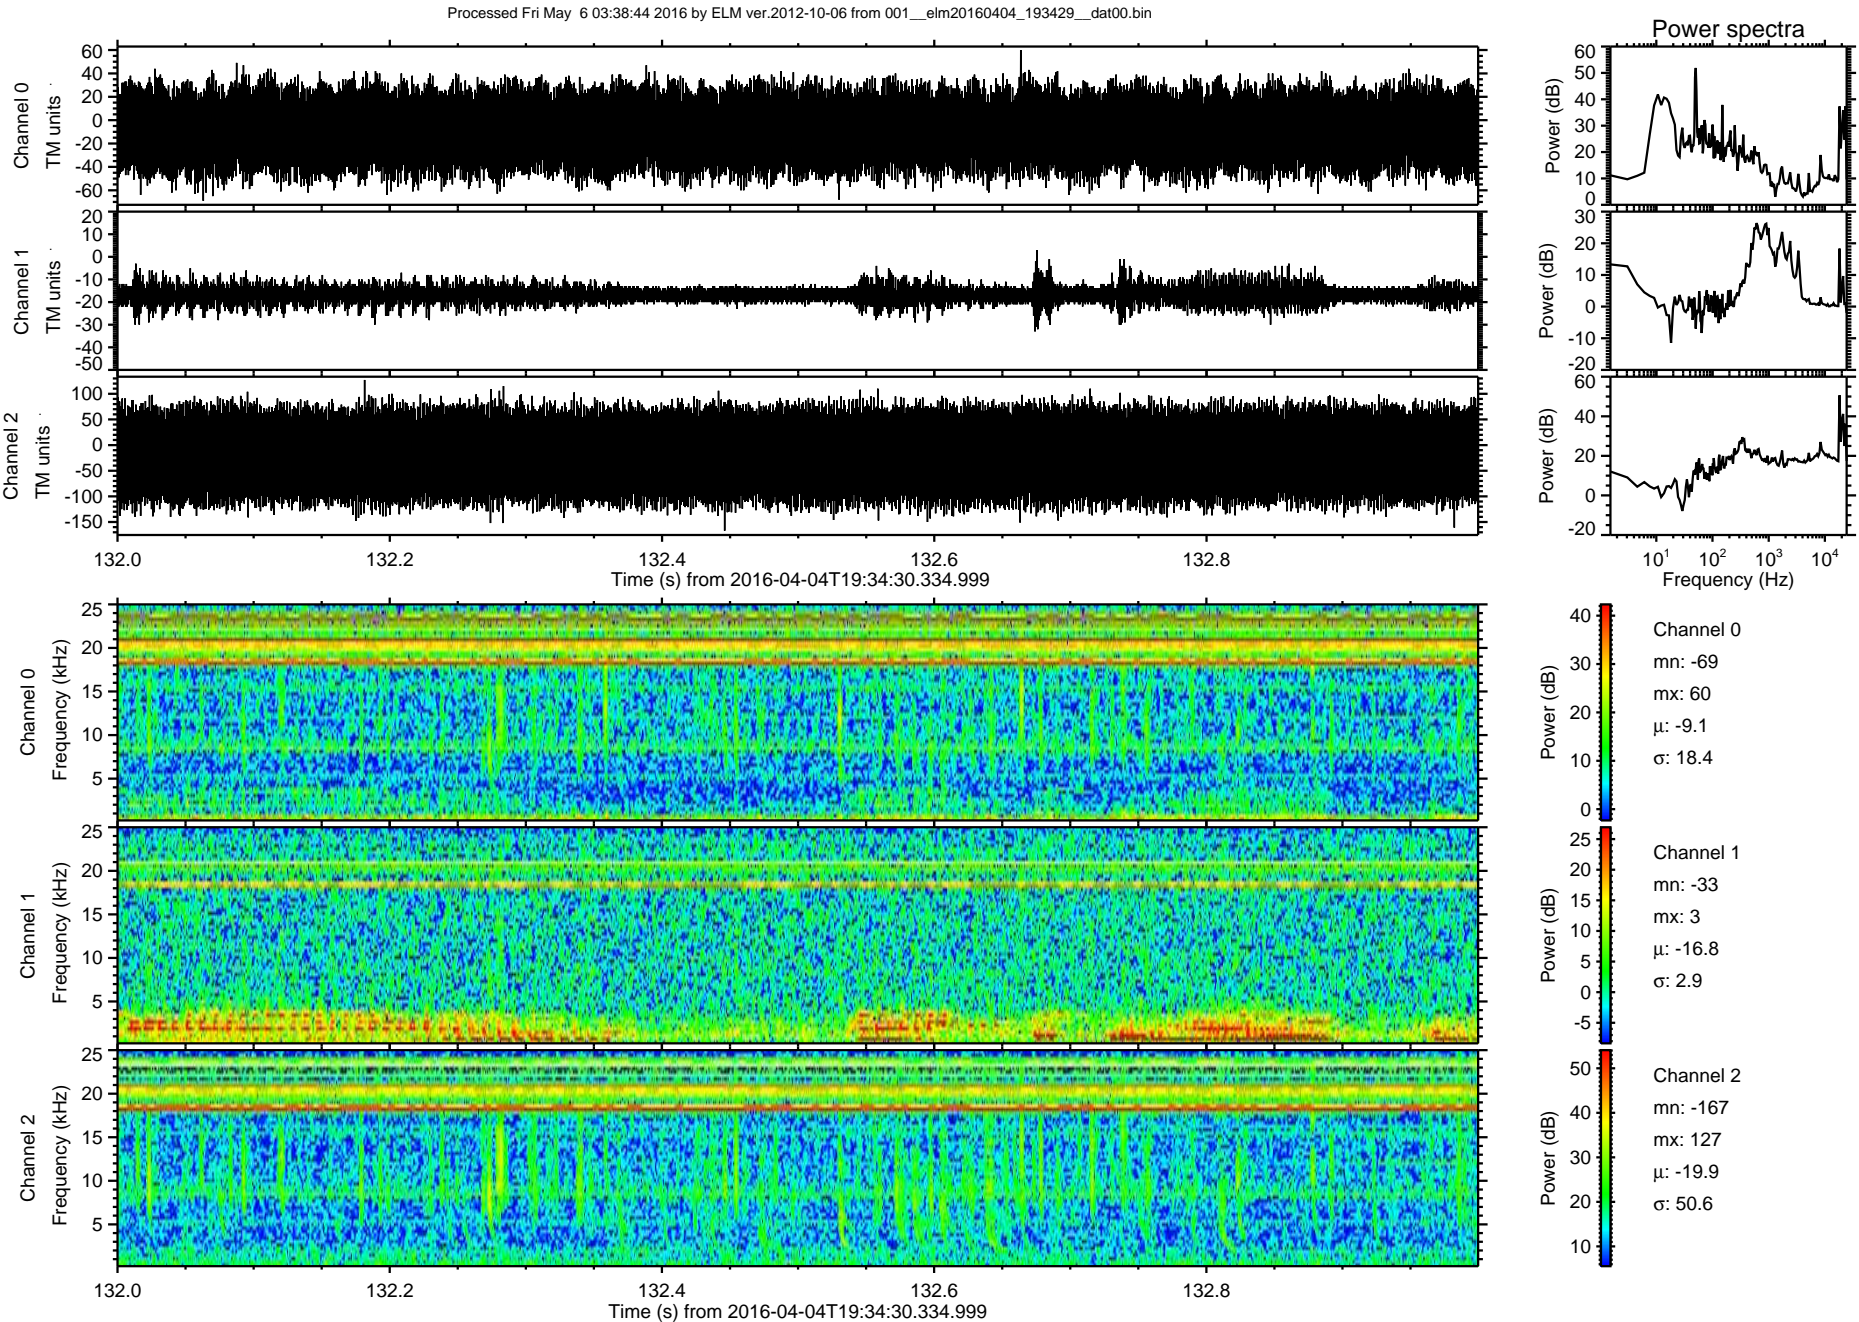 Processed Fri May  6 03:38:44 2016 by ELM ver.2012-10-06 from 001__elm20160404_193429__dat00.bin
Power spectra
Channel 0
TM units
60
40
20
0
-20
-40
-60
Power (dB)
60
50
40
30
20
10
0
Channel 1
TM units
20
10
0
-10
-20
-30
-40
-50
Power (dB)
30
20
10
0
-10
-20
Channel 2
TM units
100
50
0
-50
-100
-150
Power (dB)
60
40
20
0
-20
132.0 132.2 132.4 132.6 132.8
Time (s) from 2016-04-04T19:34:30.334.999
10¹ 10² 10³ 10⁴
Frequency (Hz)
Channel 0
Frequency (kHz)
25
20
15
10
5
Power (dB)
40
30
20
10
0
Channel 0
mn: -69
mx: 60
μ: -9.1
σ: 18.4
Channel 1
Frequency (kHz)
25
20
15
10
5
Power (dB)
25
20
15
10
5
0
-5
Channel 1
mn: -33
mx: 3
μ: -16.8
σ: 2.9
Channel 2
Frequency (kHz)
25
20
15
10
5
Power (dB)
50
40
30
20
10
Channel 2
mn: -167
mx: 127
μ: -19.9
σ: 50.6
132.0 132.2 132.4 132.6 132.8
Time (s) from 2016-04-04T19:34:30.334.999